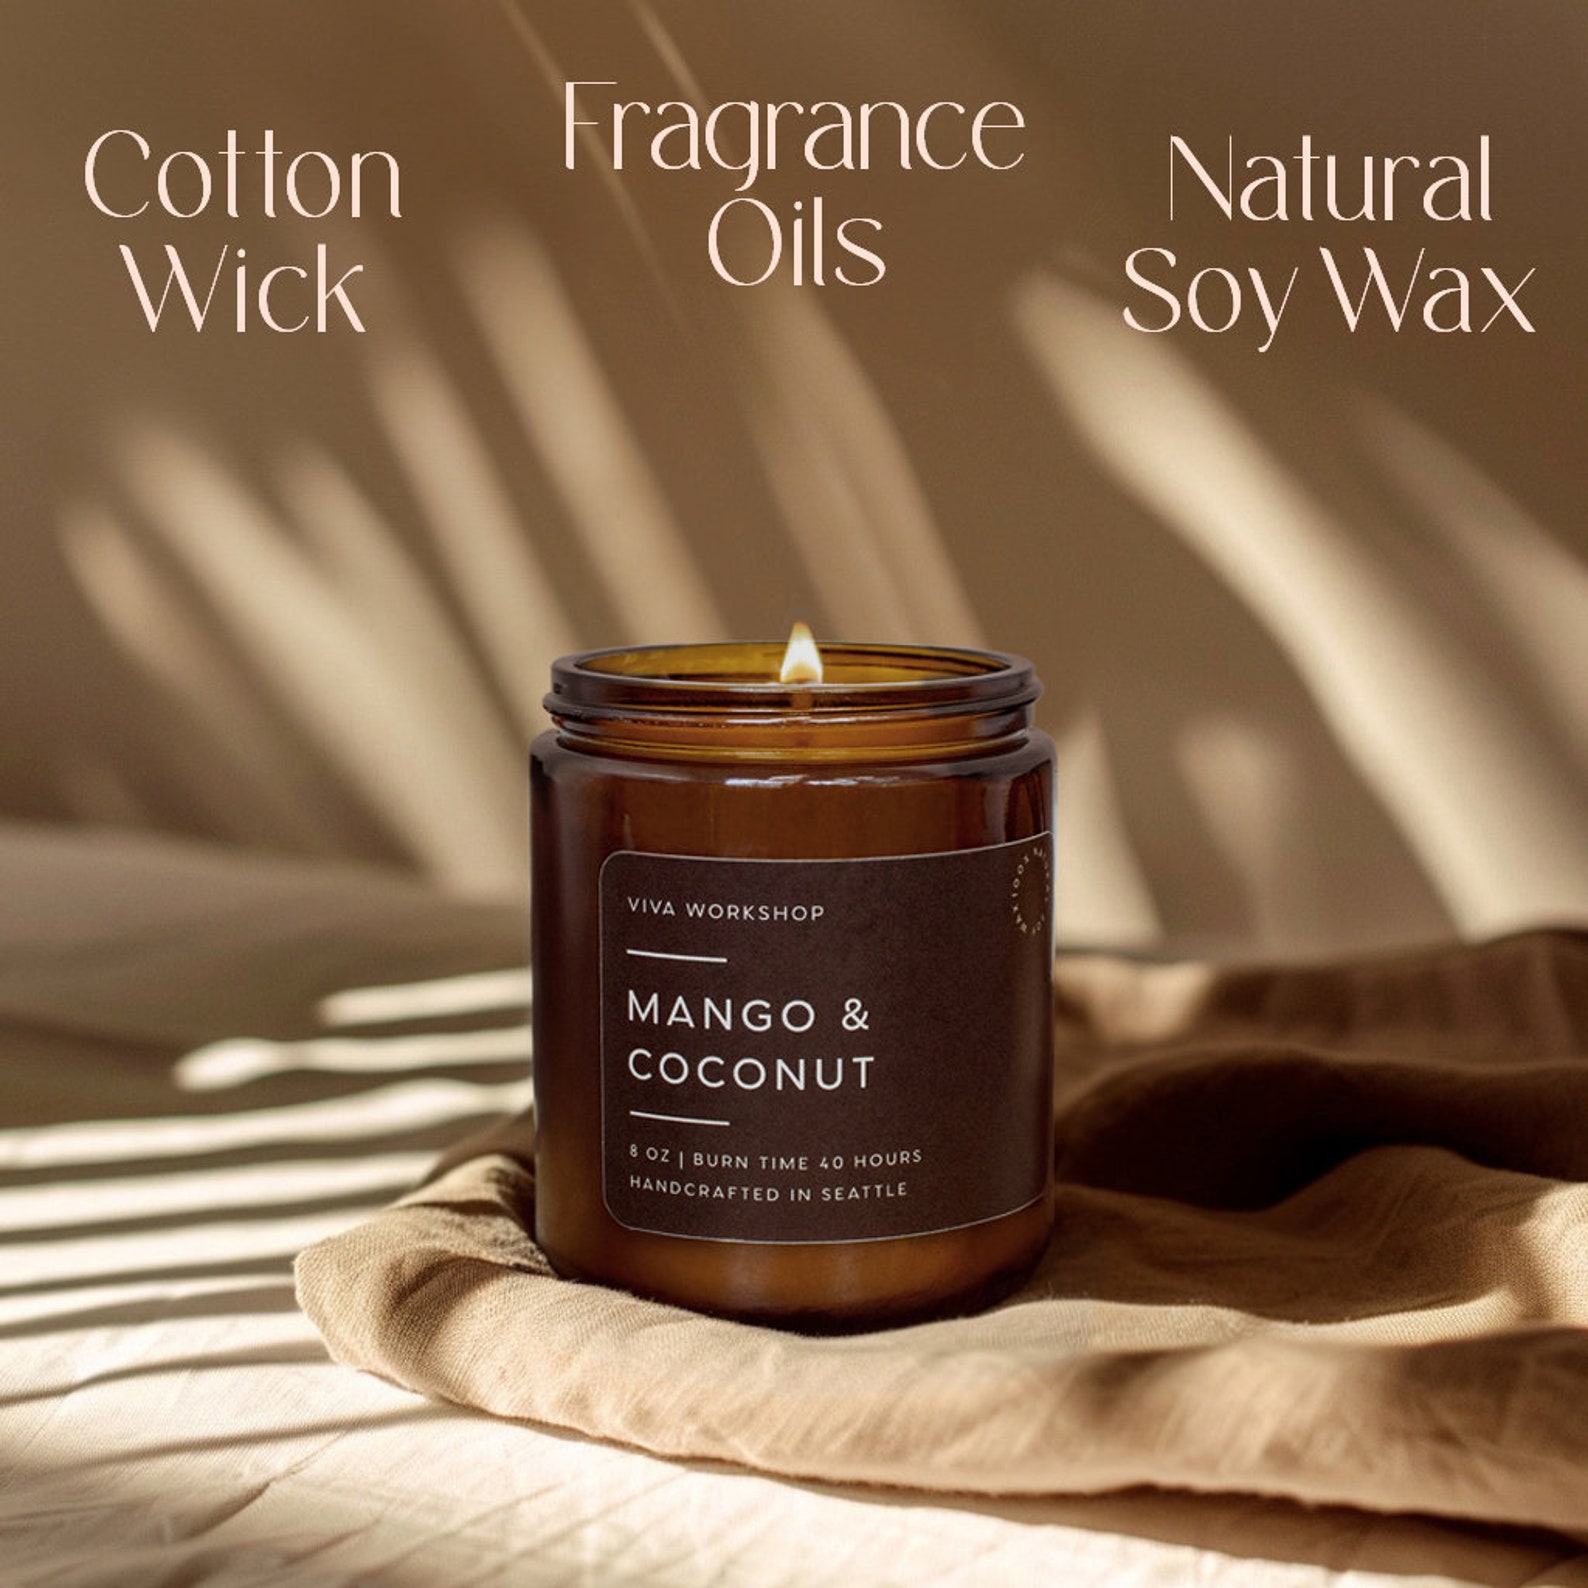 Cotton
Wick
Fragrance
Oils
Natural
Soy Wax
VIVA WORKSHOP
MANGO &
COCONUT
8 OZ | BURN TIME 40 HOURS
HANDCRAFTED IN SEATTLE